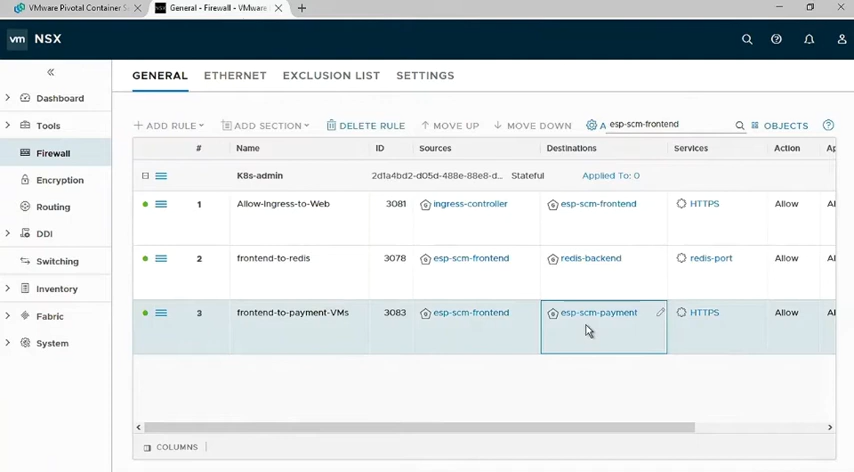 VMware Pivotal Container S
General - Firewall - VMware
vm NSX
GENERAL ETHERNET EXCLUSION LIST SETTINGS
Dashboard
Tools
Firewall
Encryption
Routing
DDI
Switching
Inventory
Fabric
System
+ ADD RULE ADD SECTION DELETE RULE MOVE UP MOVE DOWN A esp-scm-frontend OBJECTS
# Name ID Sources Destinations Services Action Ap
K8s-admin 2d1a4bd2-d05d-488e-88e8-d... Stateful Applied To: 0
1 Allow-Ingress-to-Web 3081 ingress-controller esp-scm-frontend HTTPS Allow Al
2 frontend-to-redis 3078 esp-scm-frontend redis-backend redis-port Allow Al
3 frontend-to-payment-VMs 3083 esp-scm-frontend esp-scm-payment HTTPS Allow Al
COLUMNS